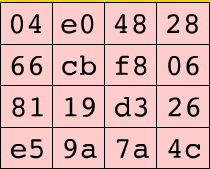 04 e0 48 28
66 cb f8 06
81 19 d3 26
e5 9a 7a 4c